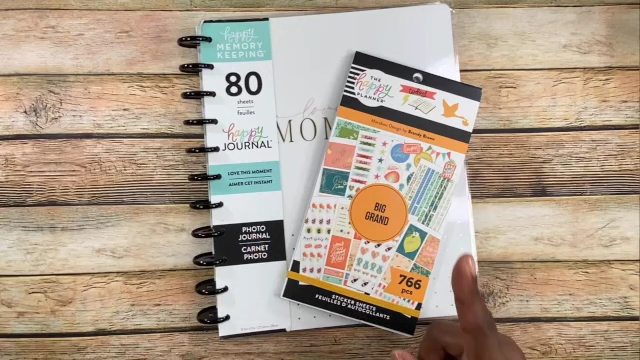 happy
MEMORY
KEEPING
80
sheets
feuilles
happy
JOURNAL
LOVE THIS MOMENT
AIMER CET INSTANT
PHOTO
JOURNAL
CARNET
PHOTO
THE
happy
PLANNER
BIG
GRAND
766
pcs
STICKER SHEETS
FEUILLES D'AUTOCOLLANTS